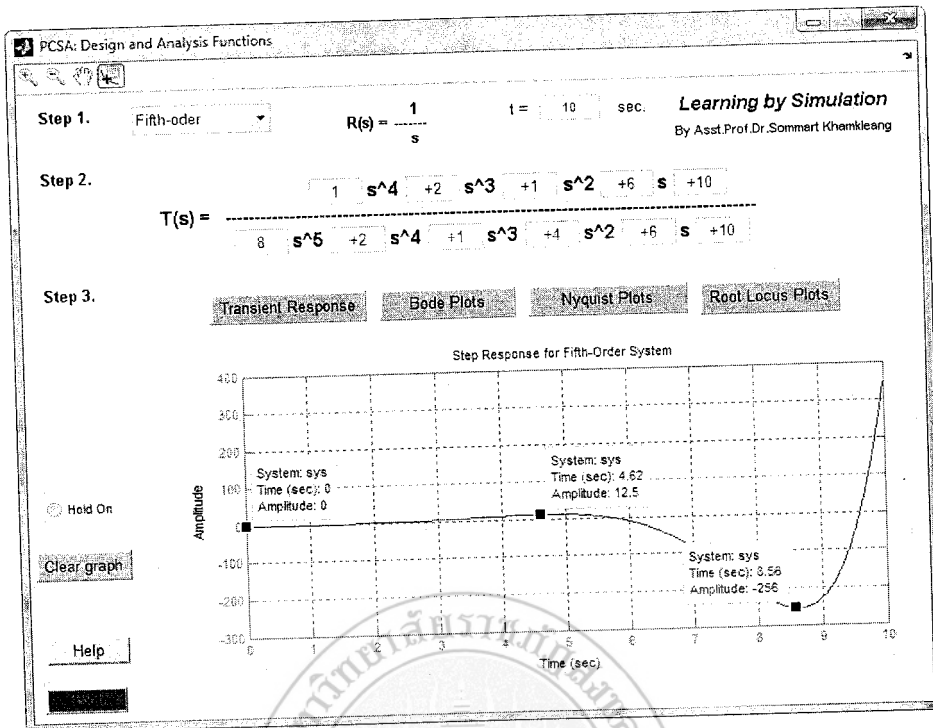 PCSA: Design and Analysis Functions
Step 1.
Fifth-oder
R(s) =
1
------
s
t =
10
sec.
Learning by Simulation
By Asst.Prof.Dr.Sommart Khamkleang
Step 2.
T(s) =
1 s^4 +2 s^3 +1 s^2 +6 s +10
8 s^5 +2 s^4 +1 s^3 +4 s^2 +6 s +10
Step 3.
Transient Response
Bode Plots
Nyquist Plots
Root Locus Plots
Step Response for Fifth-Order System
400
300
200
100
0
-100
-200
-300
Amplitude
System: sys
Time (sec): 0
Amplitude: 0
System: sys
Time (sec): 4.62
Amplitude: 12.5
System: sys
Time (sec): 8.56
Amplitude: -256
0 1 2 3 4 5 6 7 8 9 10
Time (sec)
Hold On
Clear graph
Help